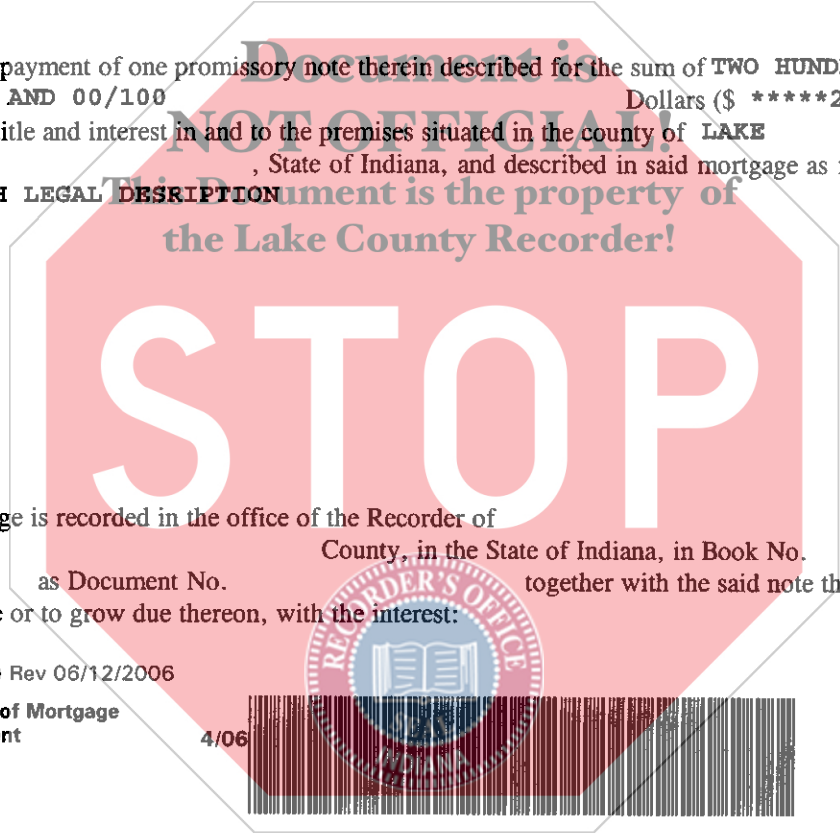 Document is
payment of one promissory note therein described for the sum of TWO HUND
AND 00/100 Dollars ($ *****2
NOT OFFICIAL!
itle and interest in and to the premises situated in the county of LAKE
, State of Indiana, and described in said mortgage as
H LEGAL DESRIPTION
This Document is the property of
the Lake County Recorder!
STOP
ge is recorded in the office of the Recorder of
County, in the State of Indiana, in Book No.
as Document No. together with the said note th
e or to grow due thereon, with the interest:
RECORDER'S OFFICE
SEAL
INDIANA
Rev 06/12/2006
of Mortgage
nt 4/06